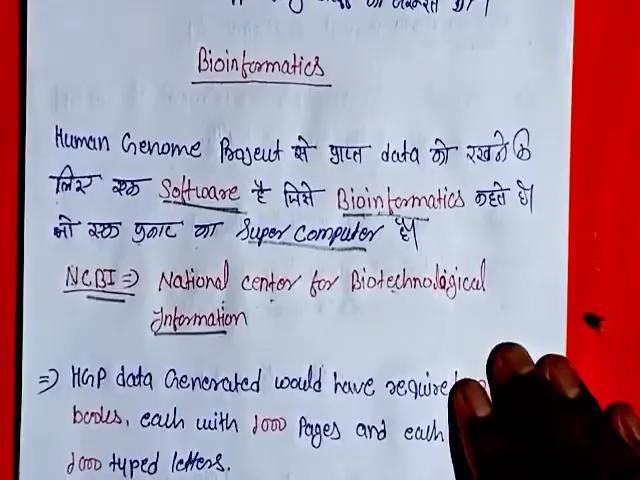 Bioinformatics
Human Genome Project से प्राप्त data को रखने के
लिए एक Software है जिसे Bioinformatics कहते है।
जो एक प्रकार का Super Computer है।
NCBI ⇒ National center for Biotechnological
Information
⇒ HGP data Generated would have require
books, each with 1000 Pages and each
1000 typed letters.